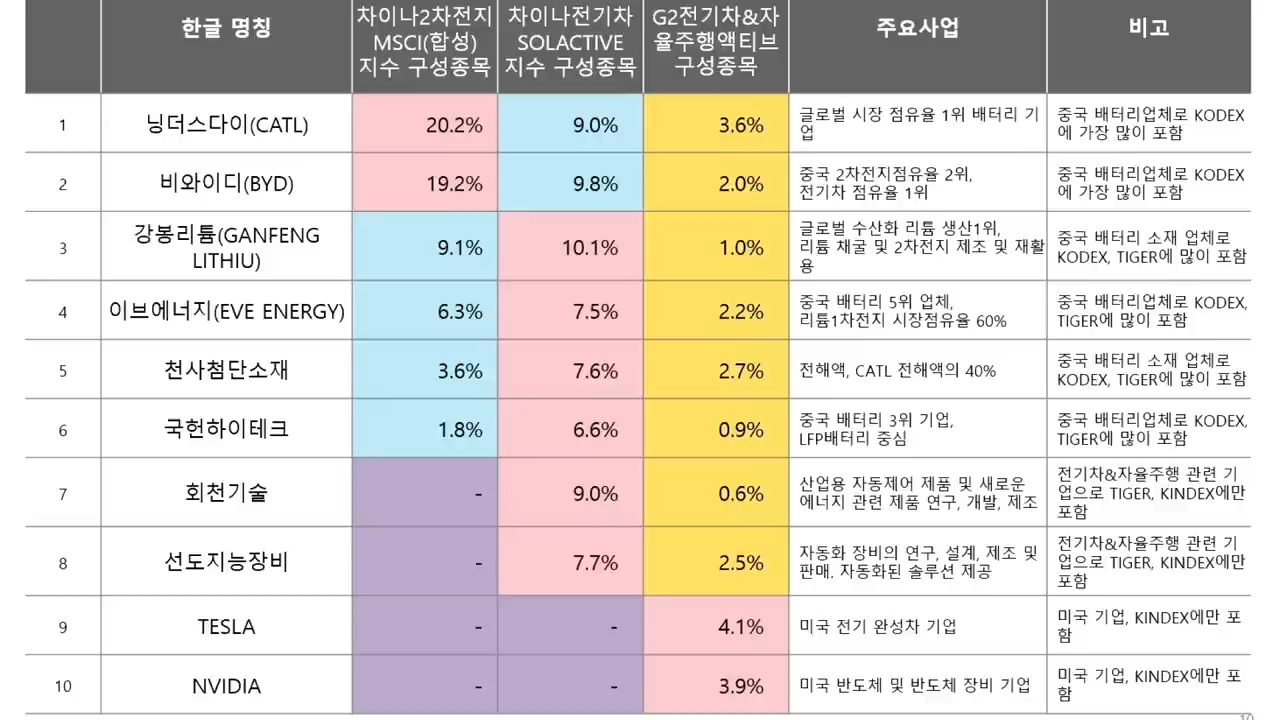 한글 명칭
차이나2차전지
MSCI(합성)
지수 구성종목
차이나전기차
SOLACTIVE
지수 구성종목
G2전기차&자
율주행액티브
구성종목
주요사업
비고
1
닝더스다이(CATL)
20.2%
9.0%
3.6%
글로벌 시장 점유율 1위 배터리 기
업
중국 배터리업체로 KODEX
에 가장 많이 포함
2
비와이디(BYD)
19.2%
9.8%
2.0%
중국 2차전지점유율 2위,
전기차 점유율 1위
중국 배터리업체로 KODEX
에 가장 많이 포함
3
강봉리튬(GANFENG
LITHIU)
9.1%
10.1%
1.0%
글로벌 수산화 리튬 생산1위,
리튬 채굴 및 2차전지 제조 및 재활
용
중국 배터리 소재 업체로
KODEX, TIGER에 많이 포함
4
이브에너지(EVE ENERGY)
6.3%
7.5%
2.2%
중국 배터리 5위 업체,
리튬1차전지 시장점유율 60%
중국 배터리업체로 KODEX,
TIGER에 많이 포함
5
천사첨단소재
3.6%
7.6%
2.7%
전해액, CATL 전해액의 40%
중국 배터리 소재 업체로
KODEX, TIGER에 많이 포함
6
국헌하이테크
1.8%
6.6%
0.9%
중국 배터리 3위 기업,
LFP배터리 중심
중국 배터리업체로 KODEX,
TIGER에 많이 포함
7
회천기술
-
9.0%
0.6%
산업용 자동제어 제품 및 새로운
에너지 관련 제품 연구, 개발, 제조
전기차&자율주행 관련 기
업으로 TIGER, KINDEX에만
포함
8
선도지능장비
-
7.7%
2.5%
자동화 장비의 연구, 설계, 제조 및
판매. 자동화된 솔루션 제공
전기차&자율주행 관련 기
업으로 TIGER, KINDEX에만
포함
9
TESLA
-
-
4.1%
미국 전기 완성차 기업
미국 기업, KINDEX에만 포
함
10
NVIDIA
-
-
3.9%
미국 반도체 및 반도체 장비 기업
미국 기업, KINDEX에만 포
함